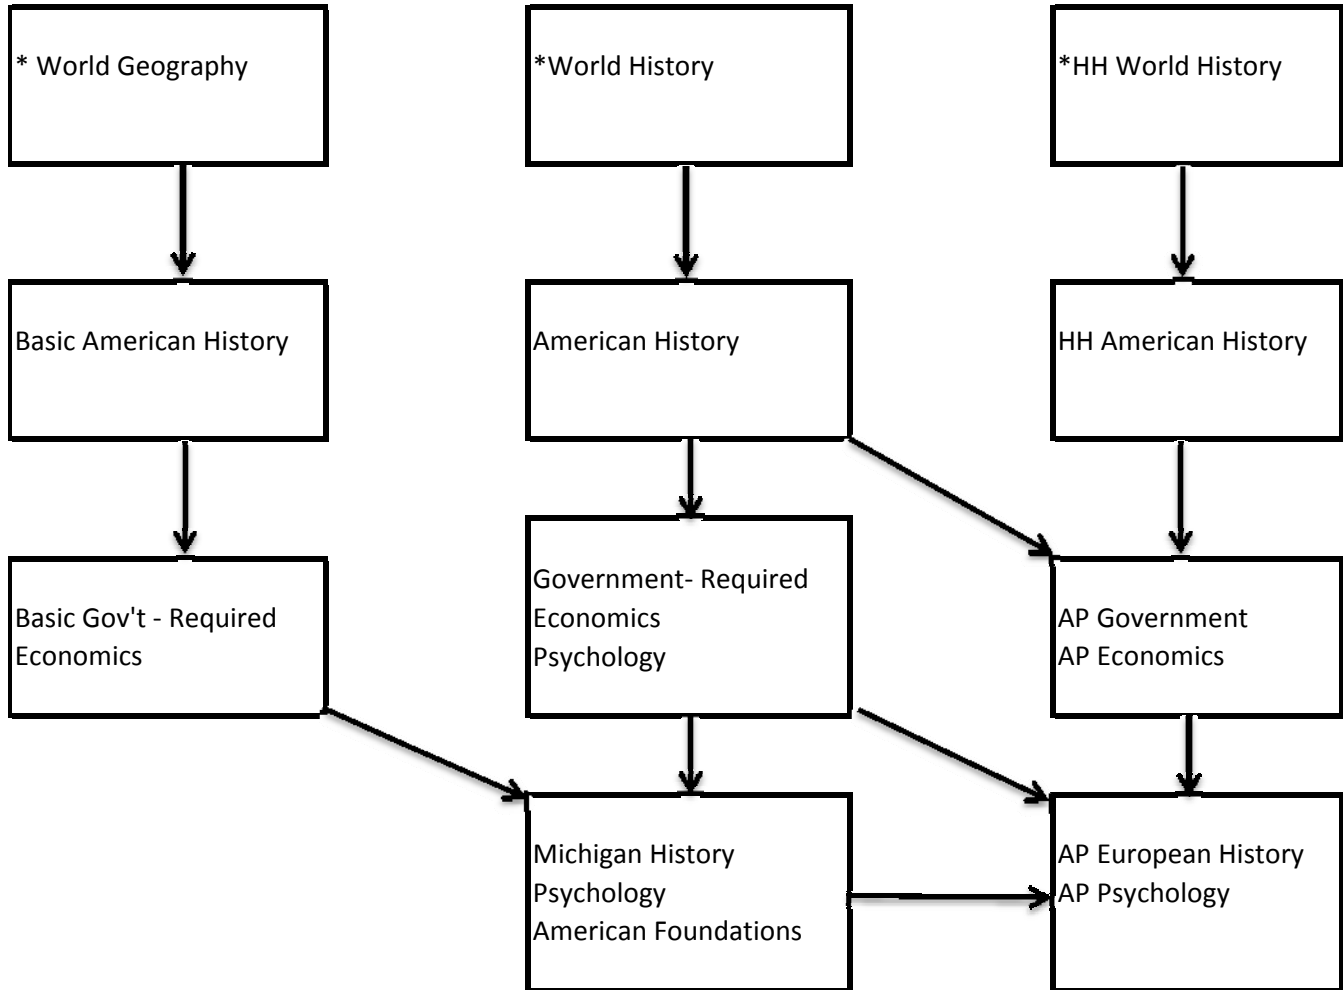 * World Geography
*World History
*HH World History
Basic American History
American History
HH American History
Basic Gov't - Required
Economics
Government- Required
Economics
Psychology
AP Government
AP Economics
Michigan History
Psychology
American Foundations
AP European History
AP Psychology